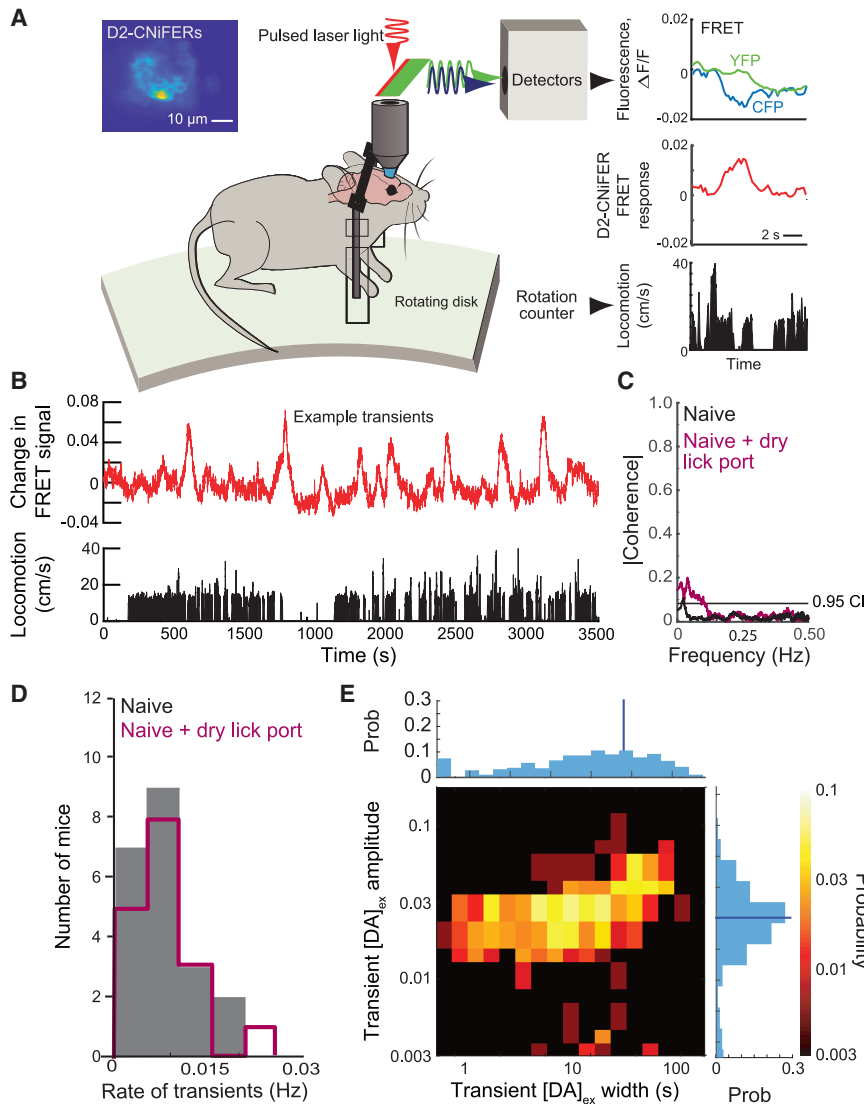 A
D2-CNiFERs
10 µm
Pulsed laser light
Detectors
Rotating disk
Rotation
counter
Fluorescence,
ΔF/F
0.02
0
-0.02
FRET
YFP
CFP
D2-CNiFER
FRET
response
0.02
0
-0.02
2 s
Locomotion
(cm/s)
40
20
0
Time
B
Change in
FRET signal
0.08
0.04
0
-0.04
Example transients
Locomotion
(cm/s)
40
20
0
0
500
1500
1000
2000
2500
3000
3500
Time (s)
C
Naive
Naive + dry
lick port
|Coherence|
1.0
0.8
0.6
0.4
0.2
0
0.95 CI
0
0.25
0.50
Frequency (Hz)
D
Naive
Naive + dry lick port
Number of mice
12
10
8
6
4
2
0
0
0.015
0.03
Rate of transients (Hz)
E
Prob
0.3
0.2
0.1
0
Transient [DA]ex amplitude
0.1
0.03
0.01
0.003
1
10
100
Transient [DA]ex width (s)
0
0.3
Prob
0.1
0.03
0.01
0.003
Probability